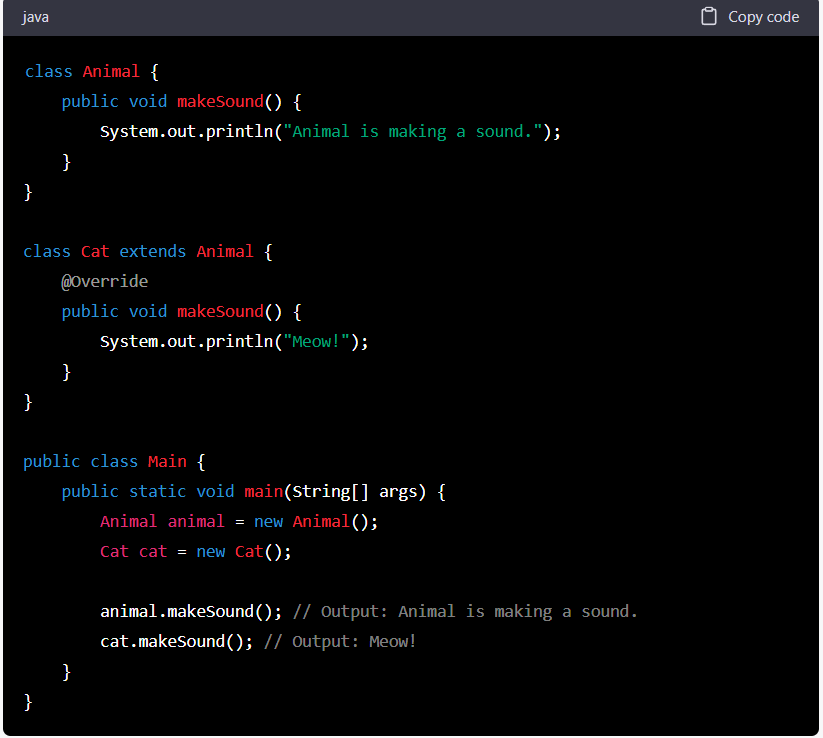 java
Copy code
class Animal {
    public void makeSound() {
        System.out.println("Animal is making a sound.");
    }
}

class Cat extends Animal {
    @Override
    public void makeSound() {
        System.out.println("Meow!");
    }
}

public class Main {
    public static void main(String[] args) {
        Animal animal = new Animal();
        Cat cat = new Cat();

        animal.makeSound(); // Output: Animal is making a sound.
        cat.makeSound(); // Output: Meow!
    }
}